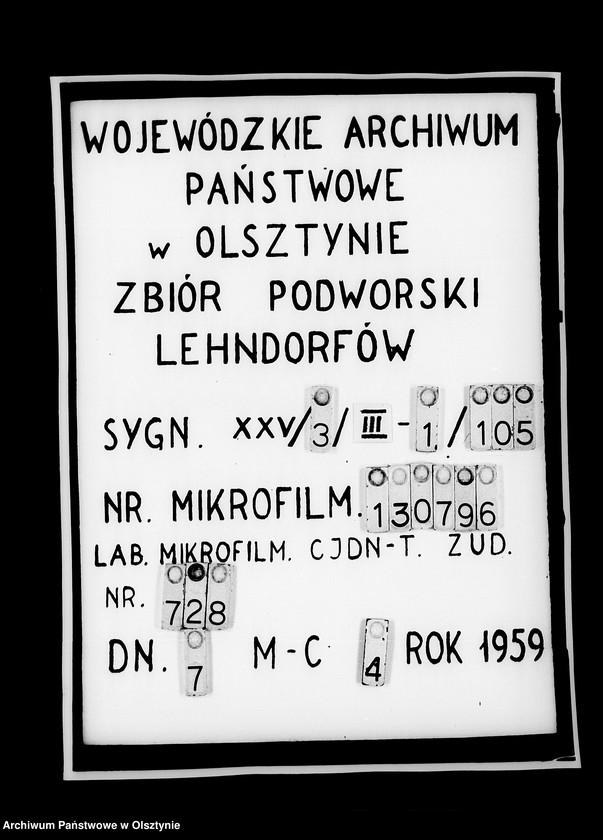 WOJEWÓDZKIE ARCHIWUM
PAŃSTWOWE
w OLSZTYNIE
ZBIÓR PODWORSKI
LEHNDORFÓW
SYGN. XXV/3/III-1/105
NR. MIKROFILM. 130796
LAB. MIKROFILM. CJDN-T. ZUD.
NR. 728
DN. 7 M-C 4 ROK 1959
Archiwum Państwowe w Olsztynie